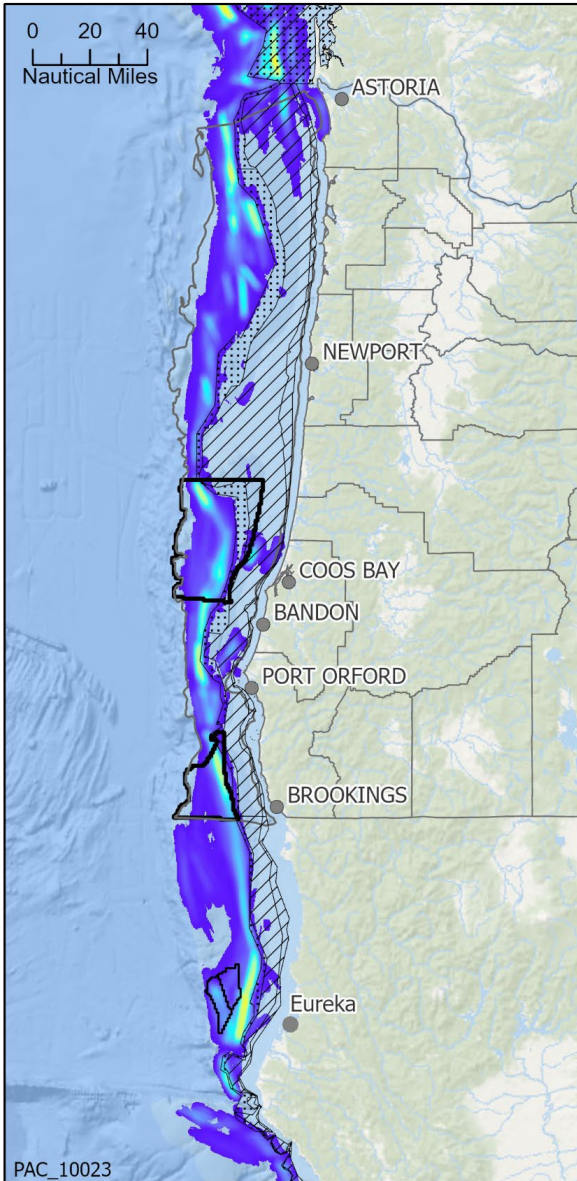 0 20 40
Nautical Miles
ASTORIA
NEWPORT
COOS BAY
BANDON
PORT ORFORD
BROOKINGS
Eureka
PAC_10023